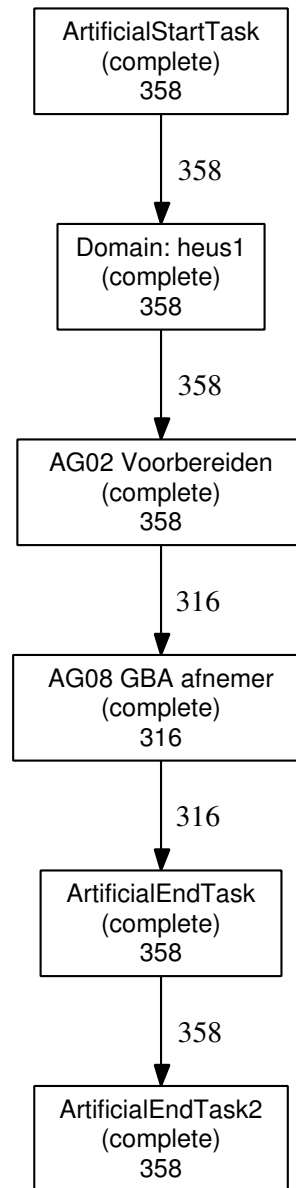 ArtificialStartTask
(complete)
358
358
Domain: heus1
(complete)
358
358
AG02 Voorbereiden
(complete)
358
316
AG08 GBA afnemer
(complete)
316
316
ArtificialEndTask
(complete)
358
358
ArtificialEndTask2
(complete)
358